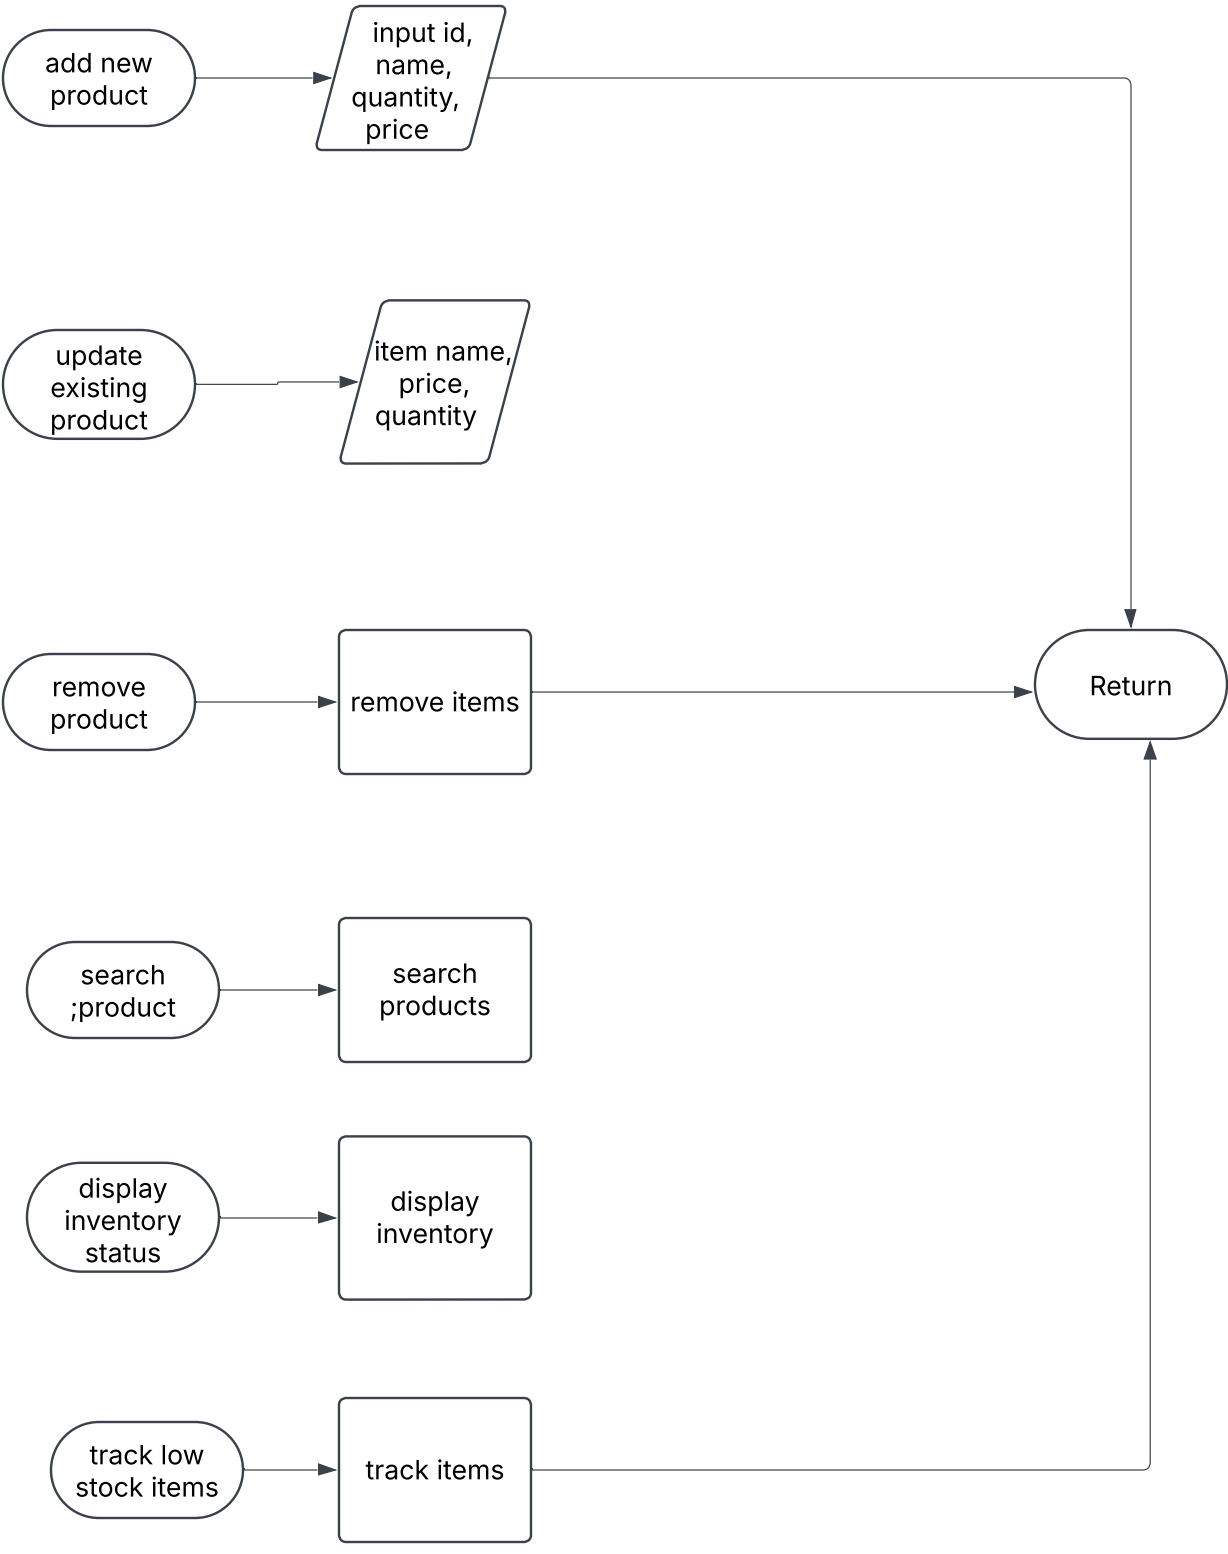 add new
product
input id,
name,
quantity,
price
update
existing
product
item name,
price,
quantity
remove
product
remove items
Return
search
;product
search
products
display
inventory
status
display
inventory
track low
stock items
track items